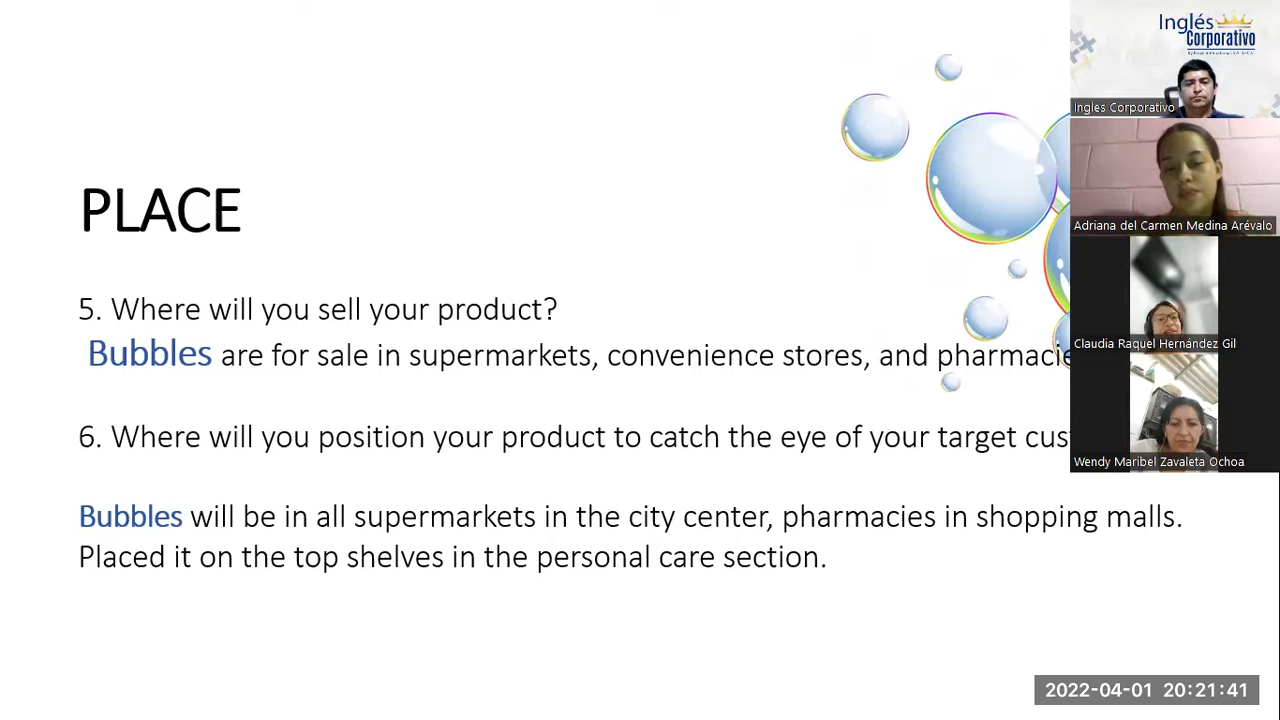 Inglés
Corporativo
Ingles Corporativo
Adriana del Carmen Medina Arévalo
PLACE
5. Where will you sell your product?
Claudia Raquel Hernández Gil
Bubbles are for sale in supermarkets, convenience stores, and
6. Where will you position your product to catch the eye of your target
Wendy Maribel Zavaleta Ochoa
Bubbles will be in all supermarkets in the city center, pharmacies in shopping malls.
Placed it on the top shelves in the personal care section.
2022-04-01 20:21:41